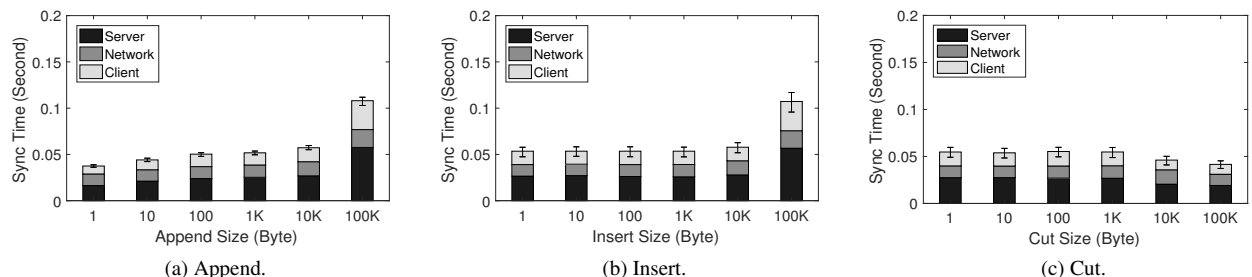 0.2
0.15
0.1
0.05
0
Sync Time (Second)
Server
Network
Client
1 10 100 1K 10K 100K
Append Size (Byte)
(a) Append.
0.2
0.15
0.1
0.05
0
Sync Time (Second)
Server
Network
Client
1 10 100 1K 10K 100K
Insert Size (Byte)
(b) Insert.
0.2
0.15
0.1
0.05
0
Sync Time (Second)
Server
Network
Client
1 10 100 1K 10K 100K
Cut Size (Byte)
(c) Cut.